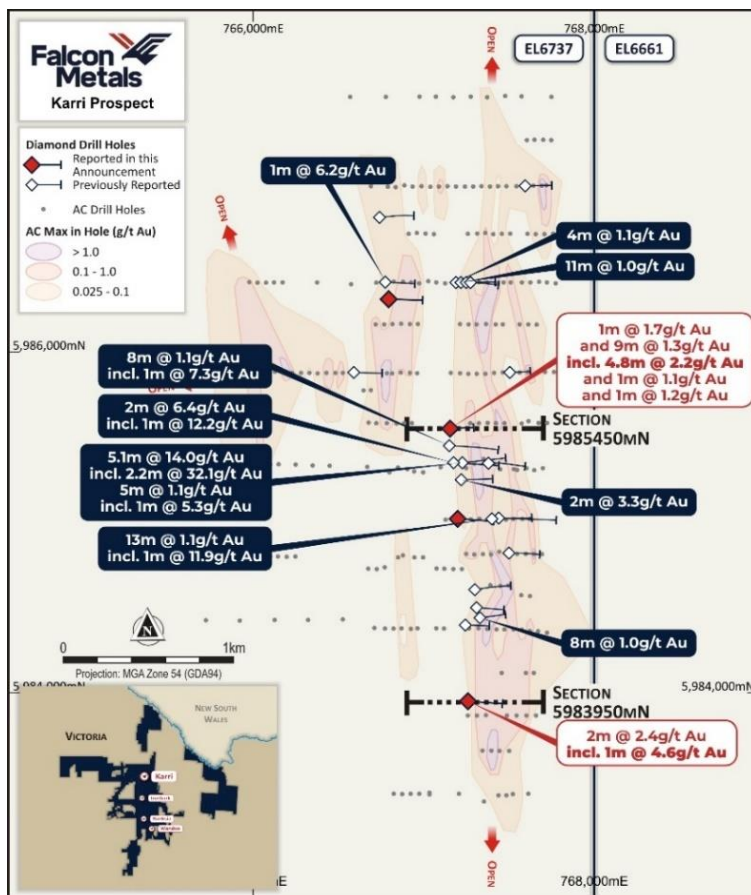 766,000mE
768,000mE
Falcon
Metals
Karri Prospect
OPEN
EL6737
EL6661
Diamond Drill Holes
Reported in this
Announcement
Previously Reported
AC Drill Holes
AC Max in Hole (g/t Au)
> 1.0
0.1 - 1.0
0.025 - 0.1
OPEN
1m @ 6.2g/t Au
4m @ 1.1g/t Au
11m @ 1.0g/t Au
5,986,000mN
1m @ 1.7g/t Au
and 9m @ 1.3g/t Au
incl. 4.8m @ 2.2g/t Au
and 1m @ 1.1g/t Au
and 1m @ 1.2g/t Au
8m @ 1.1g/t Au
incl. 1m @ 7.3g/t Au
OPEN
2m @ 6.4g/t Au
incl. 1m @ 12.2g/t Au
SECTION
5985450MN
5.1m @ 14.0g/t Au
incl. 2.2m @ 32.1g/t Au
5m @ 1.1g/t Au
incl. 1m @ 5.3g/t Au
2m @ 3.3g/t Au
13m @ 1.1g/t Au
incl. 1m @ 11.9g/t Au
8m @ 1.0g/t Au
N
0
1km
Projection: MGA Zone 54 (GDA94)
5,984,000mN
SECTION
5983950MN
2m @ 2.4g/t Au
incl. 1m @ 4.6g/t Au
NEW SOUTH
WALES
VICTORIA
Karri
OPEN
768,000mE